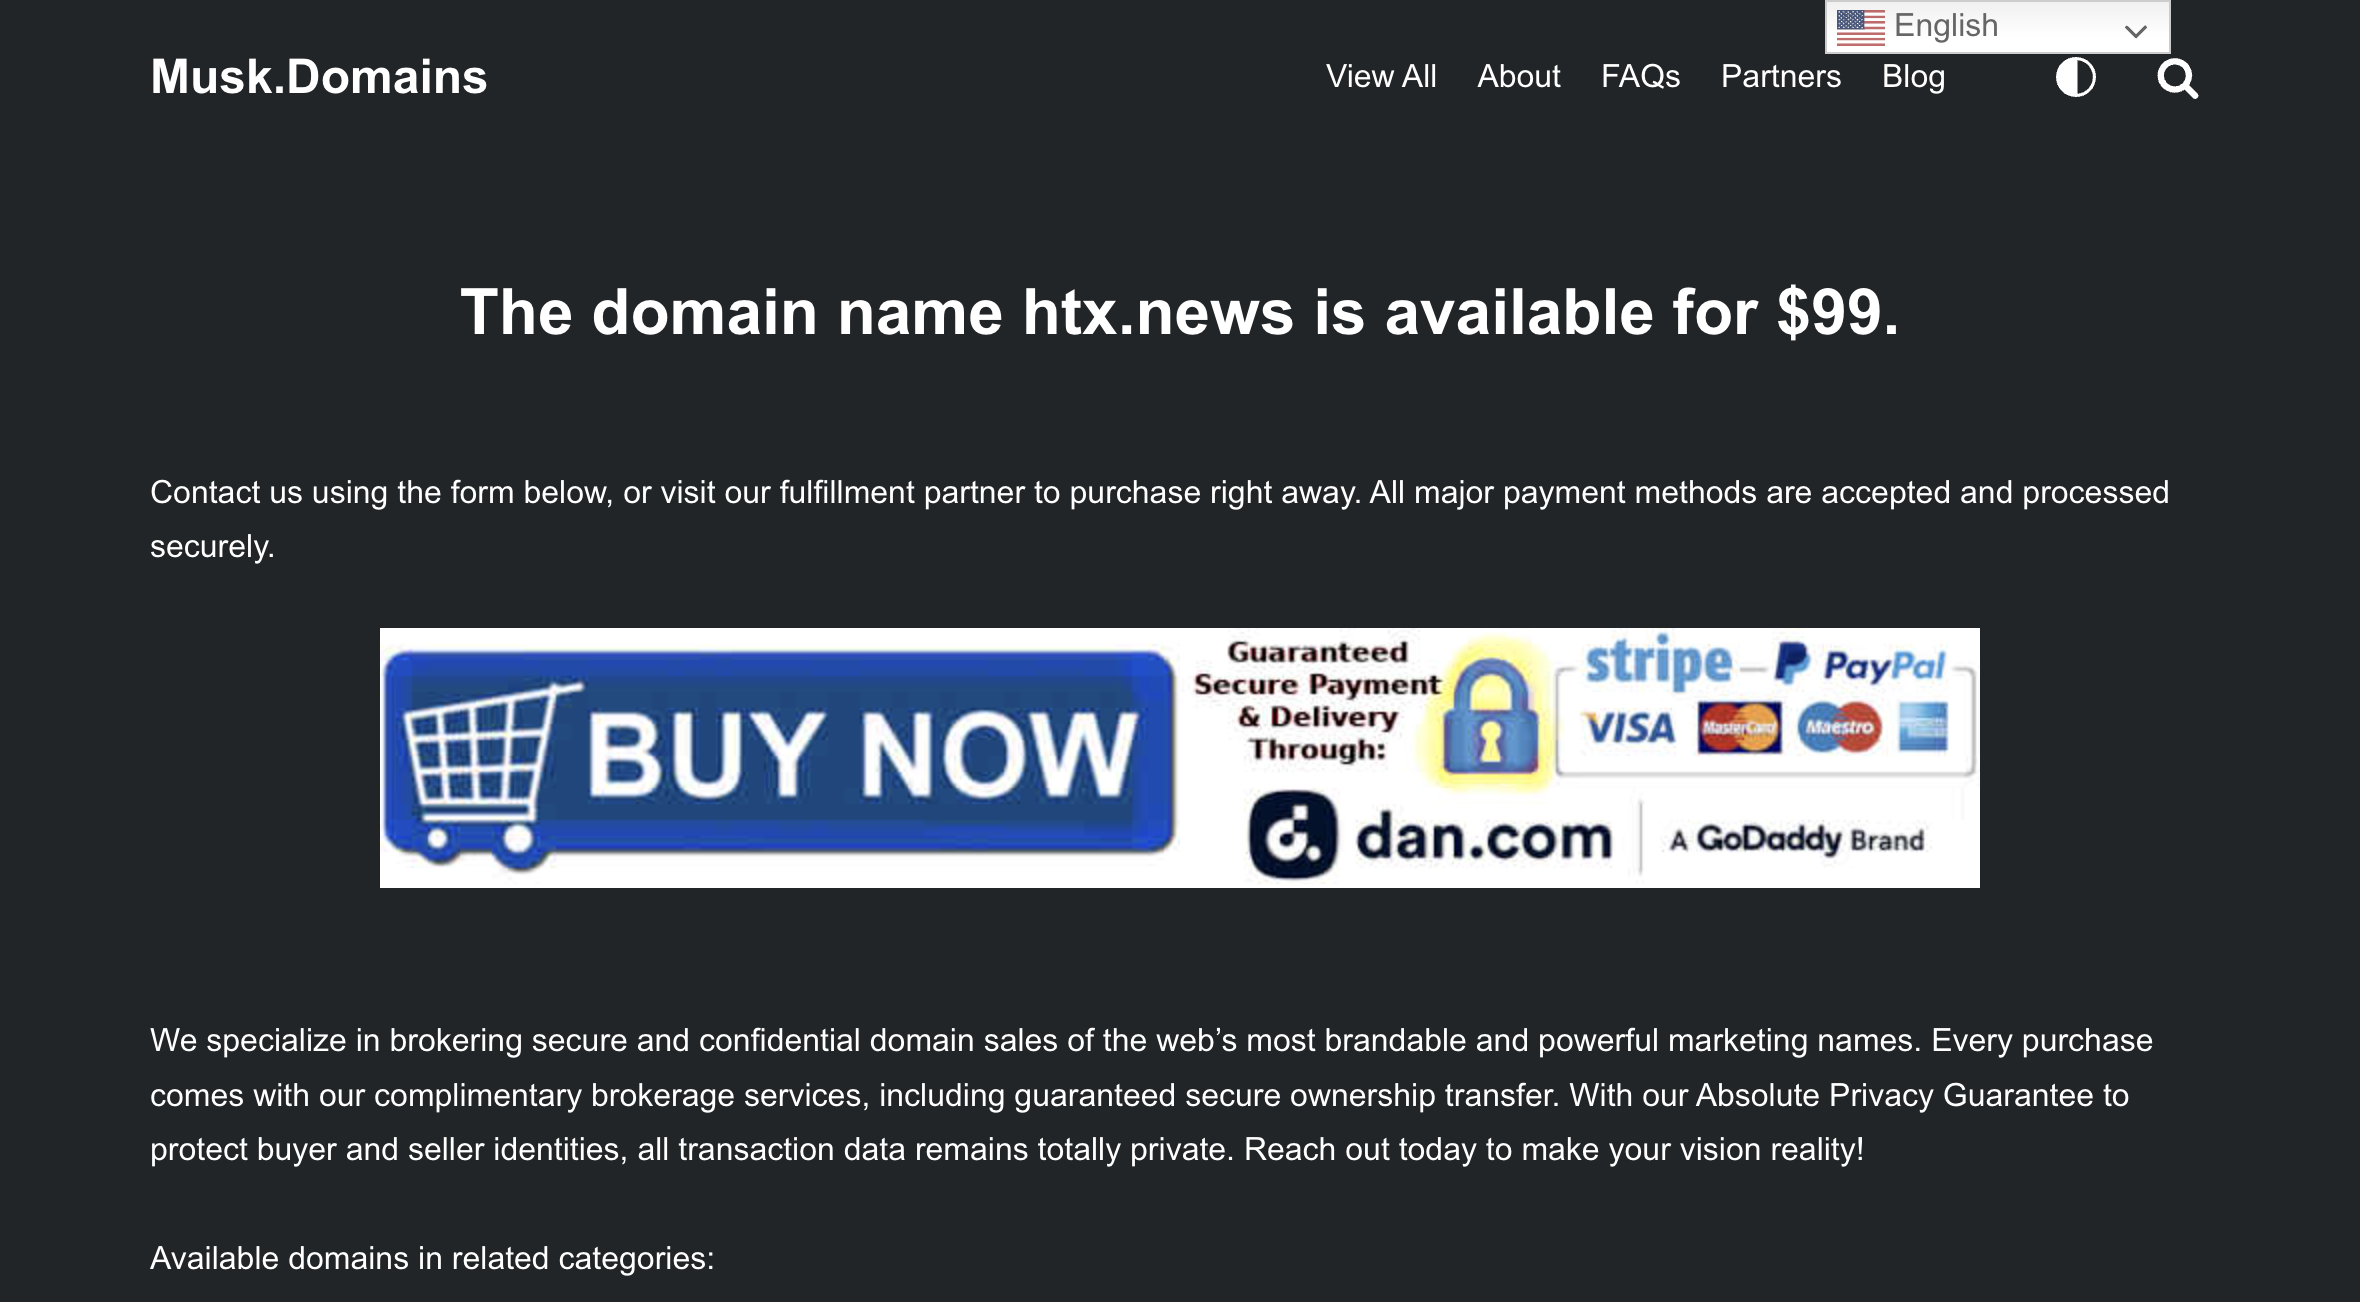 English
Musk.Domains
View All About FAQs Partners Blog
The domain name htx.news is available for $99.
Contact us using the form below, or visit our fulfillment partner to purchase right away. All major payment methods are accepted and processed
securely.
BUY NOW
Guaranteed
Secure Payment
& Delivery
Through:
stripe PayPal
VISA MasterCard Maestro
dan.com A GoDaddy Brand
We specialize in brokering secure and confidential domain sales of the web’s most brandable and powerful marketing names. Every purchase
comes with our complimentary brokerage services, including guaranteed secure ownership transfer. With our Absolute Privacy Guarantee to
protect buyer and seller identities, all transaction data remains totally private. Reach out today to make your vision reality!
Available domains in related categories: